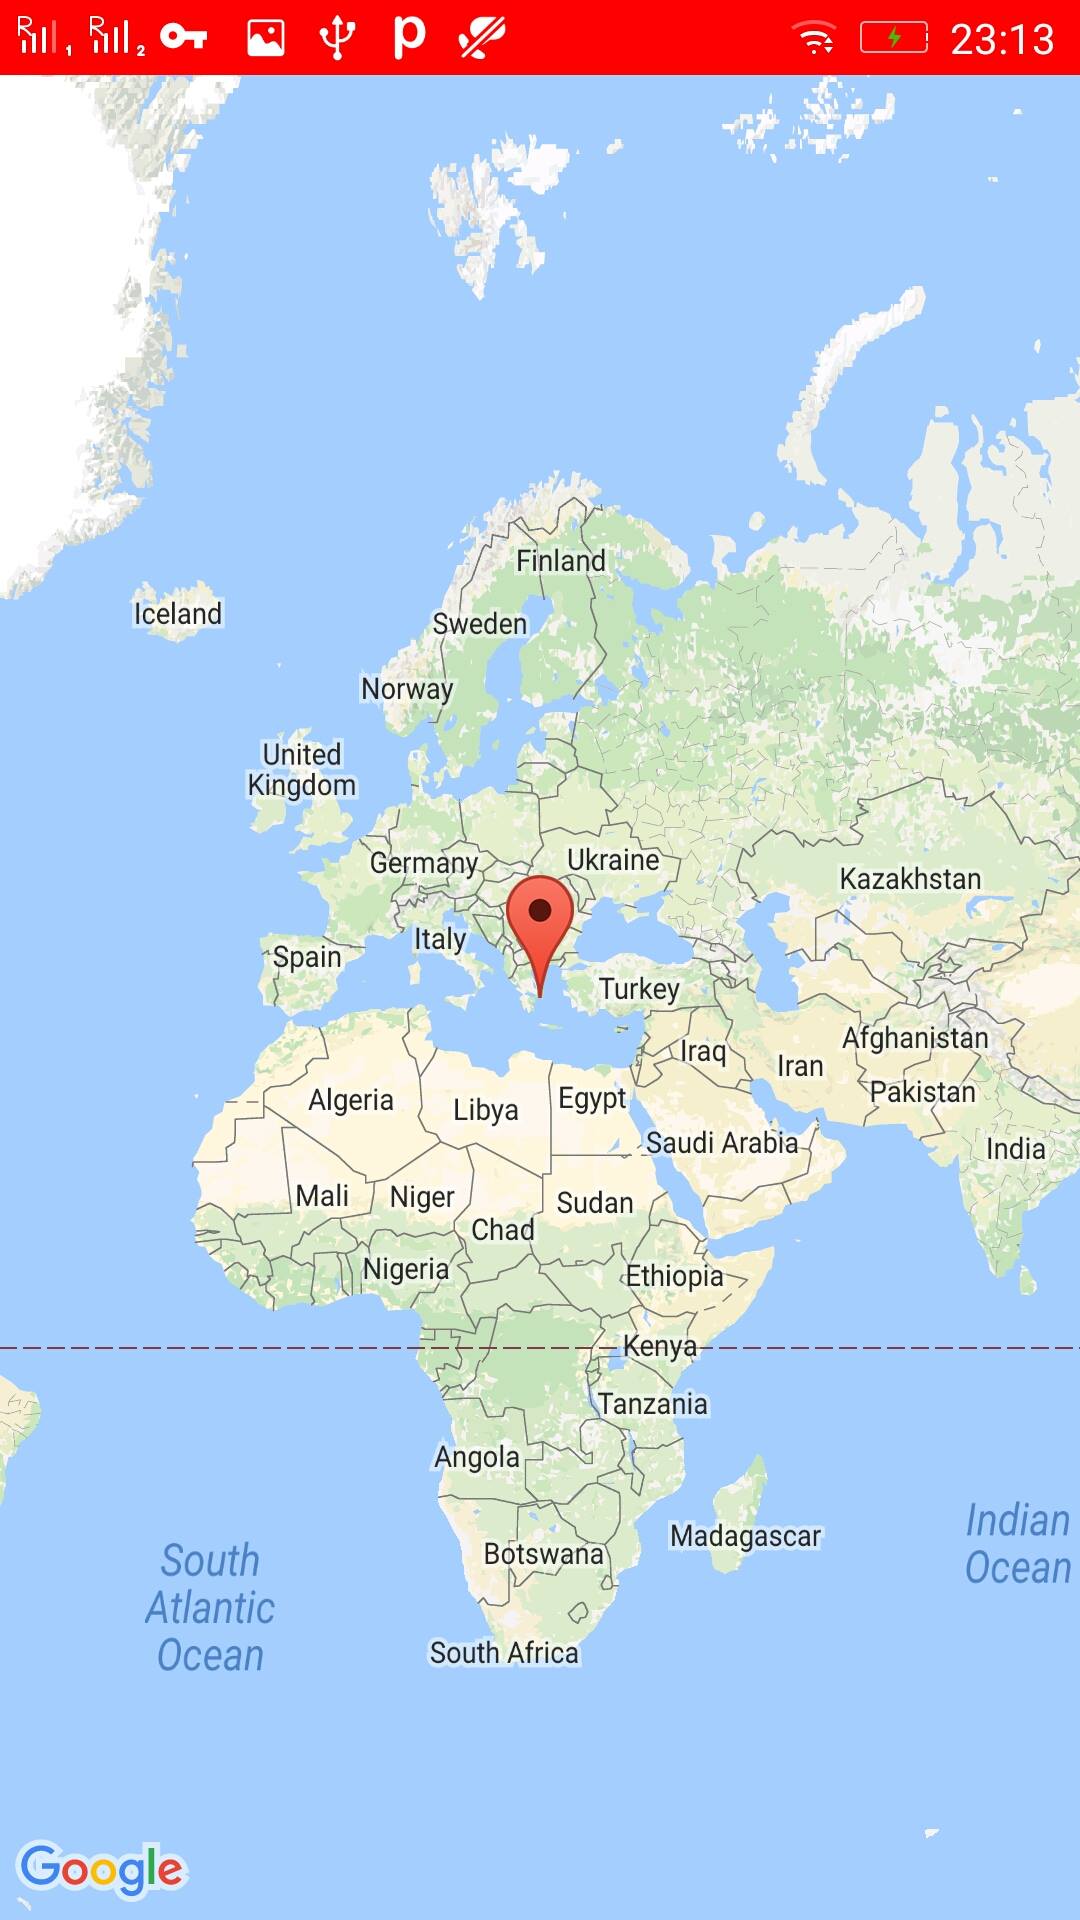 R 1 R 2 23:13
Finland
Iceland
Sweden
Norway
United
Kingdom
Germany
Ukraine
Kazakhstan
Italy
Spain
Turkey
Afghanistan
Iraq
Iran
Pakistan
Algeria
Libya
Egypt
Saudi Arabia
India
Mali
Niger
Sudan
Chad
Nigeria
Ethiopia
Kenya
Tanzania
Angola
Madagascar
Botswana
Indian
Ocean
South
Atlantic
Ocean
South Africa
Google